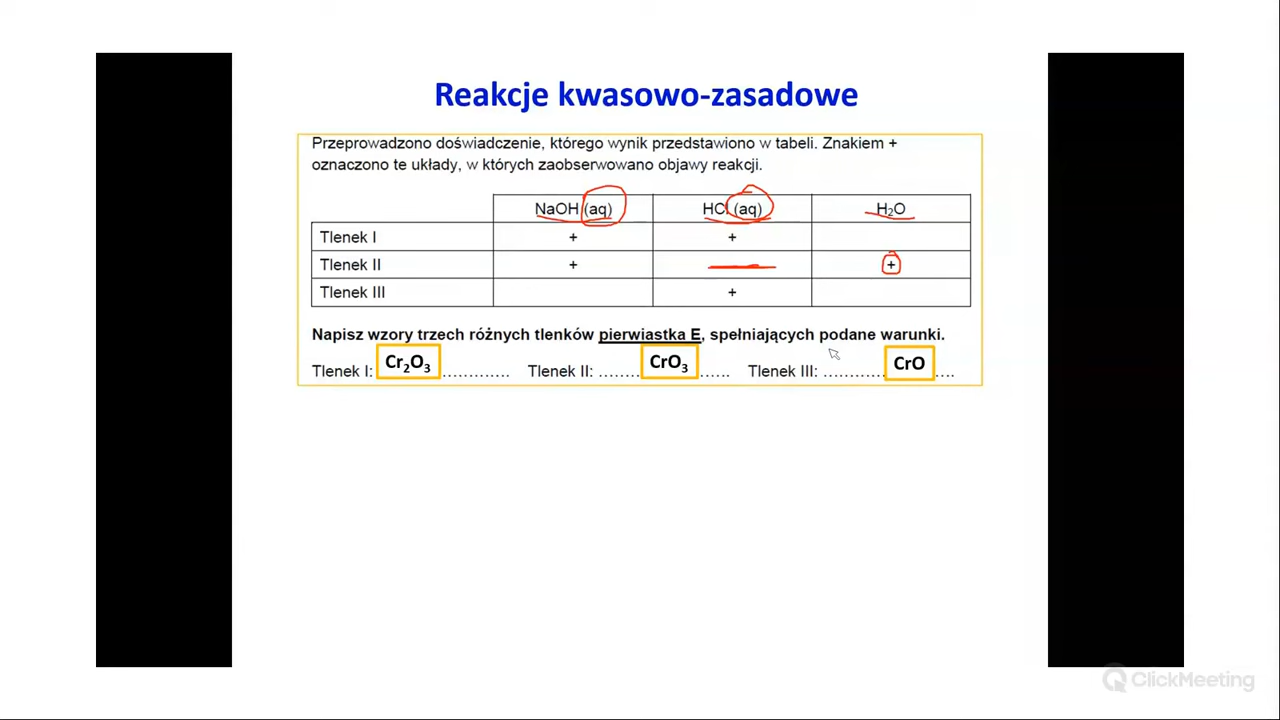 Reakcje kwasowo-zasadowe
Przeprowadzono doświadczenie, którego wynik przedstawiono w tabeli. Znakiem +
oznaczono te układy, w których zaobserwowano objawy reakcji.
NaOH (aq) HCl (aq) H₂O
Tlenek I + +
Tlenek II + +
Tlenek III +
Napisz wzory trzech różnych tlenków pierwiastka E, spełniających podane warunki.
Tlenek I: Cr₂O₃ ............. Tlenek II: ........ CrO₃ ...... Tlenek III: ............ CrO ....
ClickMeeting